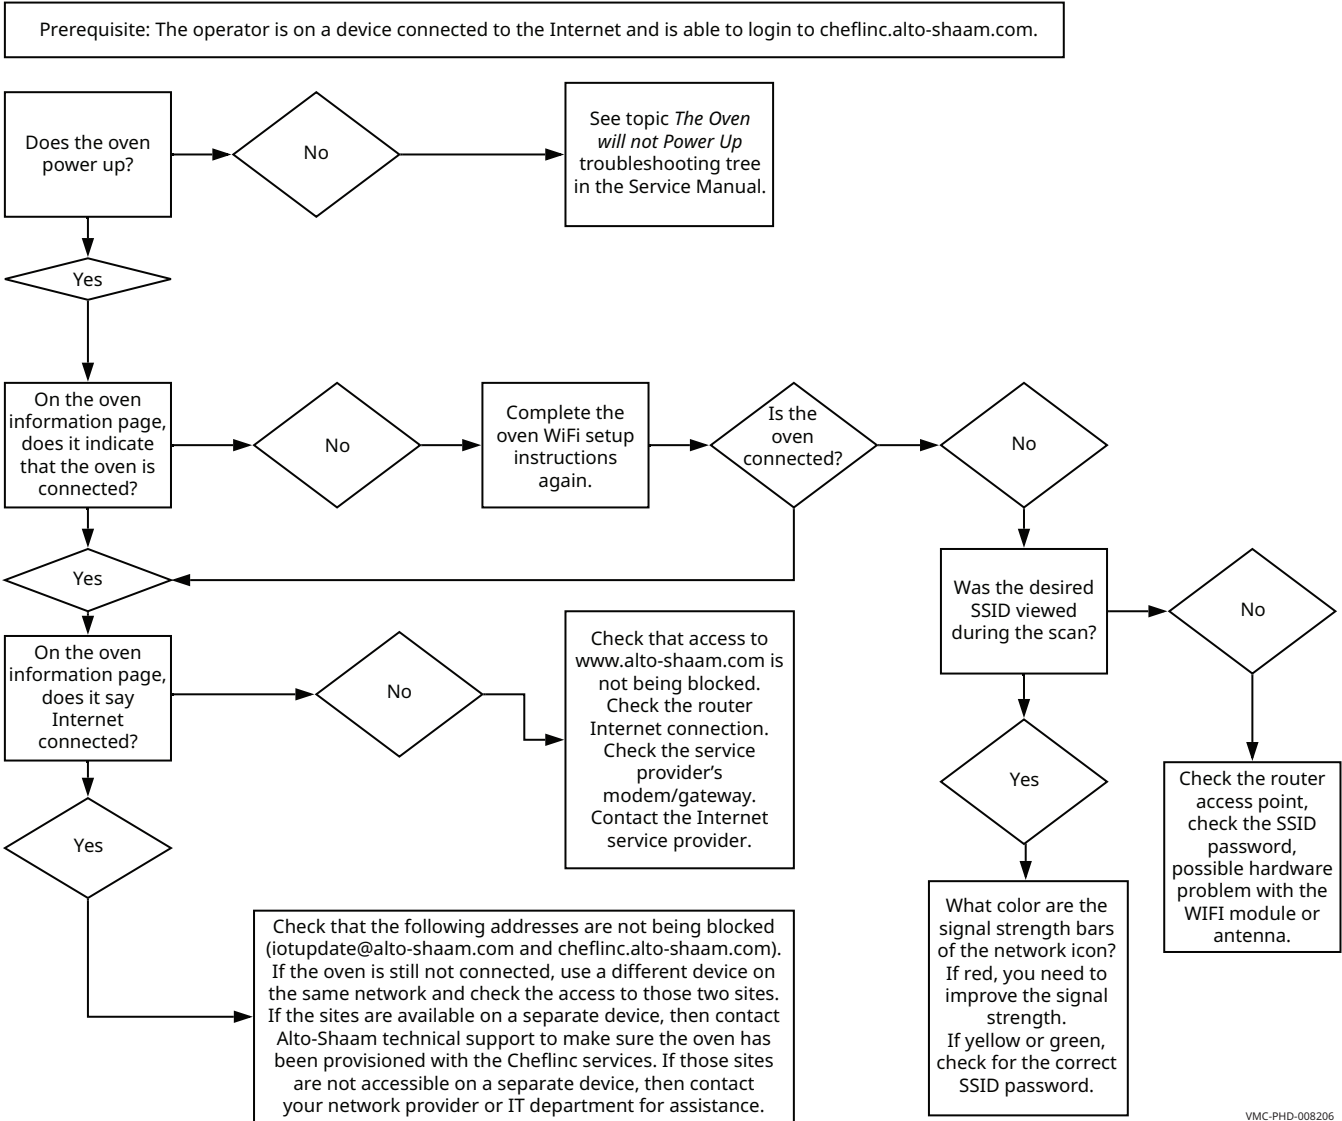 Prerequisite: The operator is on a device connected to the Internet and is able to login to cheflinc.alto-shaam.com.
Does the oven
power up?
No
See topic The Oven
will not Power Up
troubleshooting tree
in the Service Manual.
Yes
On the oven
information page,
does it indicate
that the oven is
connected?
No
Complete the
oven WiFi setup
instructions
again.
Is the
oven
connected?
No
Yes
Was the desired
SSID viewed
during the scan?
No
On the oven
information page,
does it say
Internet
connected?
No
Check that access to
www.alto-shaam.com is
not being blocked.
Check the router
Internet connection.
Check the service
provider’s
modem/gateway.
Contact the Internet
service provider.
Yes
Check the router
access point,
check the SSID
password,
possible hardware
problem with the
WIFI module or
antenna.
Yes
What color are the
signal strength bars
of the network icon?
If red, you need to
improve the signal
strength.
If yellow or green,
check for the correct
SSID password.
Check that the following addresses are not being blocked
(iotupdate@alto-shaam.com and cheflinc.alto-shaam.com).
If the oven is still not connected, use a different device on
the same network and check the access to those two sites.
If the sites are available on a separate device, then contact
Alto-Shaam technical support to make sure the oven has
been provisioned with the Cheflinc services. If those sites
are not accessible on a separate device, then contact
your network provider or IT department for assistance.
VMC-PHD-008206